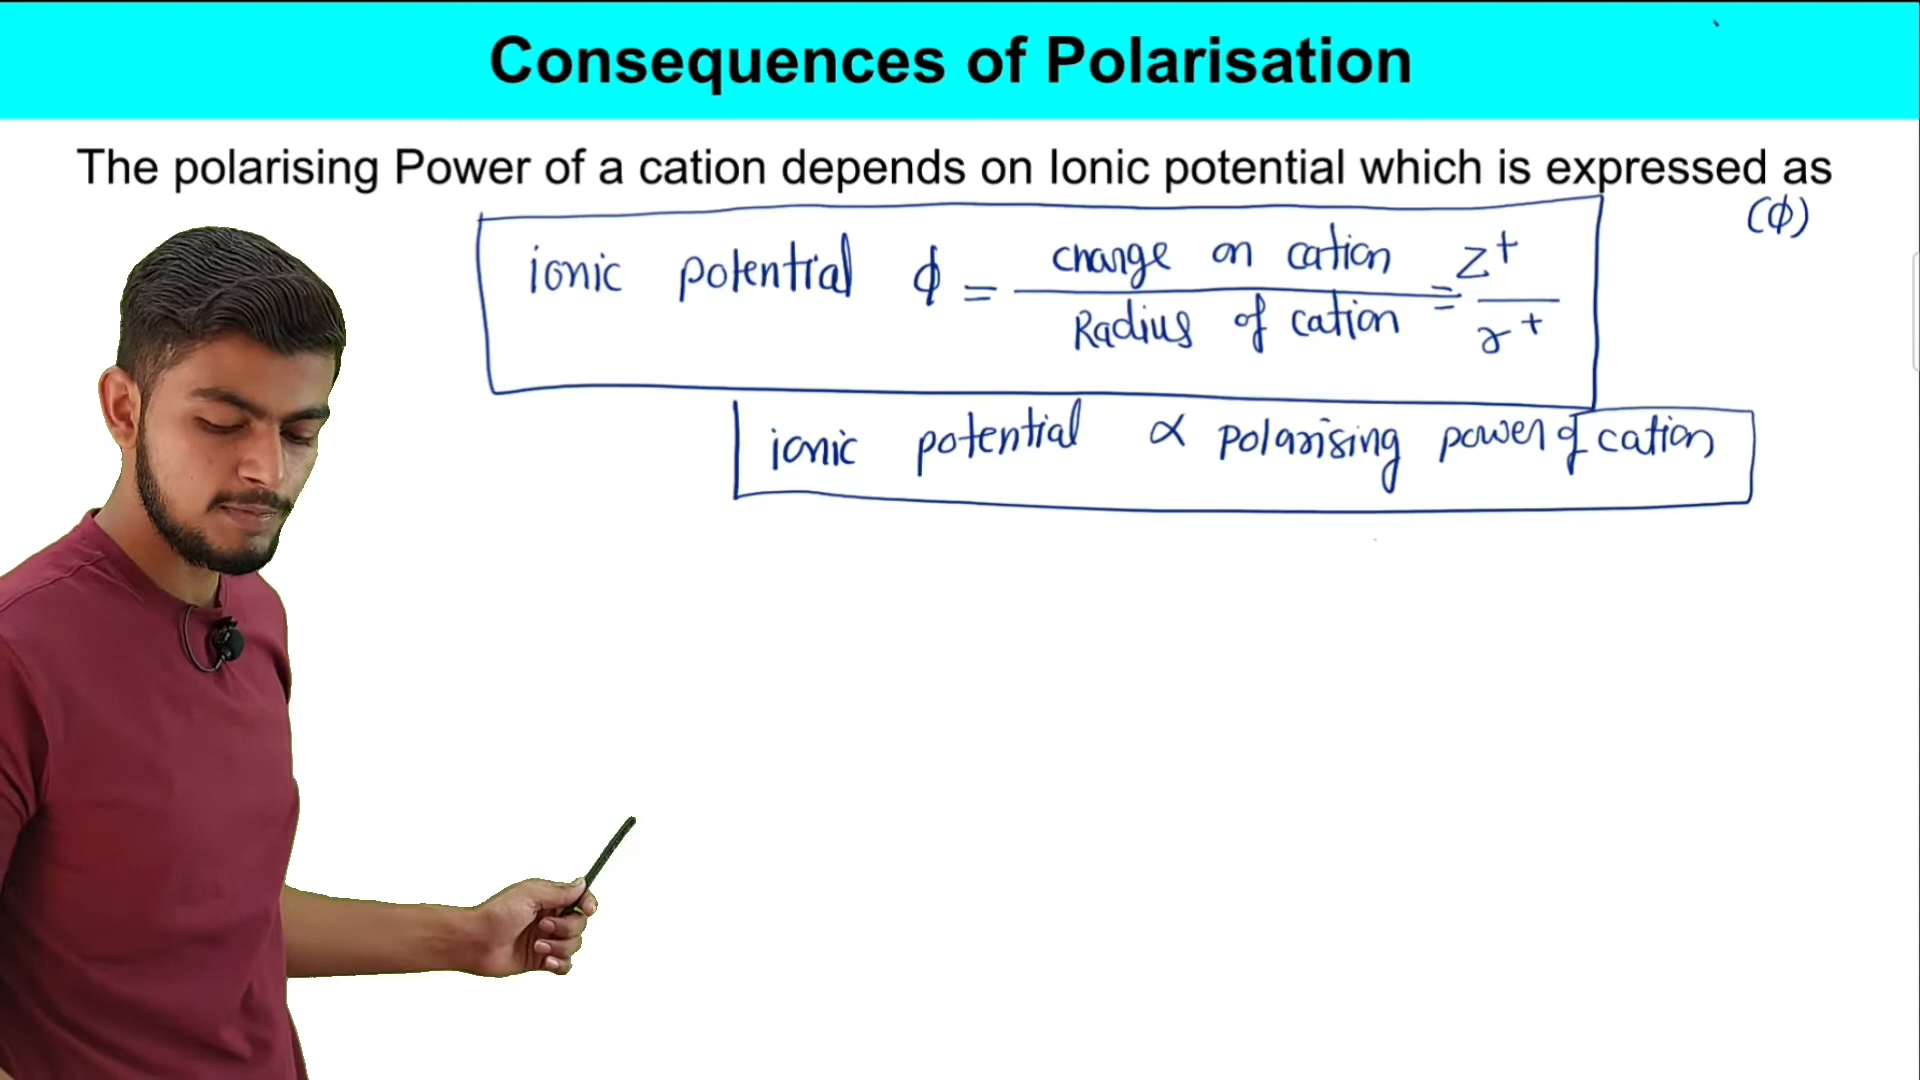 Consequences of Polarisation
The polarising Power of a cation depends on Ionic potential which is expressed as
(ϕ)
ionic potential ϕ = charge on cation / Radius of cation = z+ / r+
ionic potential ∝ polarising power of cation